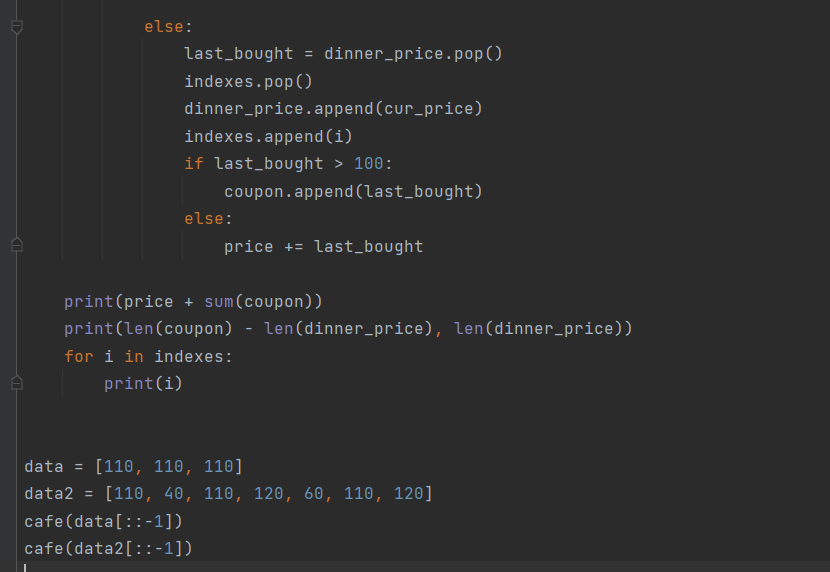 else:
last_bought = dinner_price.pop()
indexes.pop()
dinner_price.append(cur_price)
indexes.append(i)
if last_bought > 100:
coupon.append(last_bought)
else:
price += last_bought
print(price + sum(coupon))
print(len(coupon) - len(dinner_price), len(dinner_price))
for i in indexes:
print(i)
data = [110, 110, 110]
data2 = [110, 40, 110, 120, 60, 110, 120]
cafe(data[::-1])
cafe(data2[::-1])